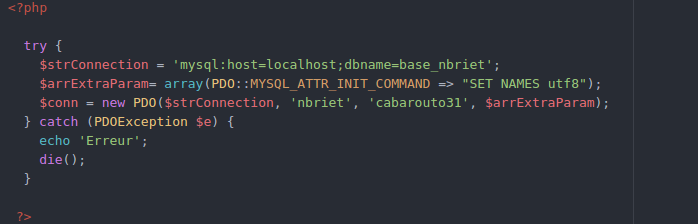 <?php
try {
$strConnection = 'mysql:host=localhost;dbname=base_nbriet';
$arrExtraParam= array(PDO::MYSQL_ATTR_INIT_COMMAND => "SET NAMES utf8");
$conn = new PDO($strConnection, 'nbriet', 'cabarouto31', $arrExtraParam);
} catch (PDOException $e) {
echo 'Erreur';
die();
}
?>